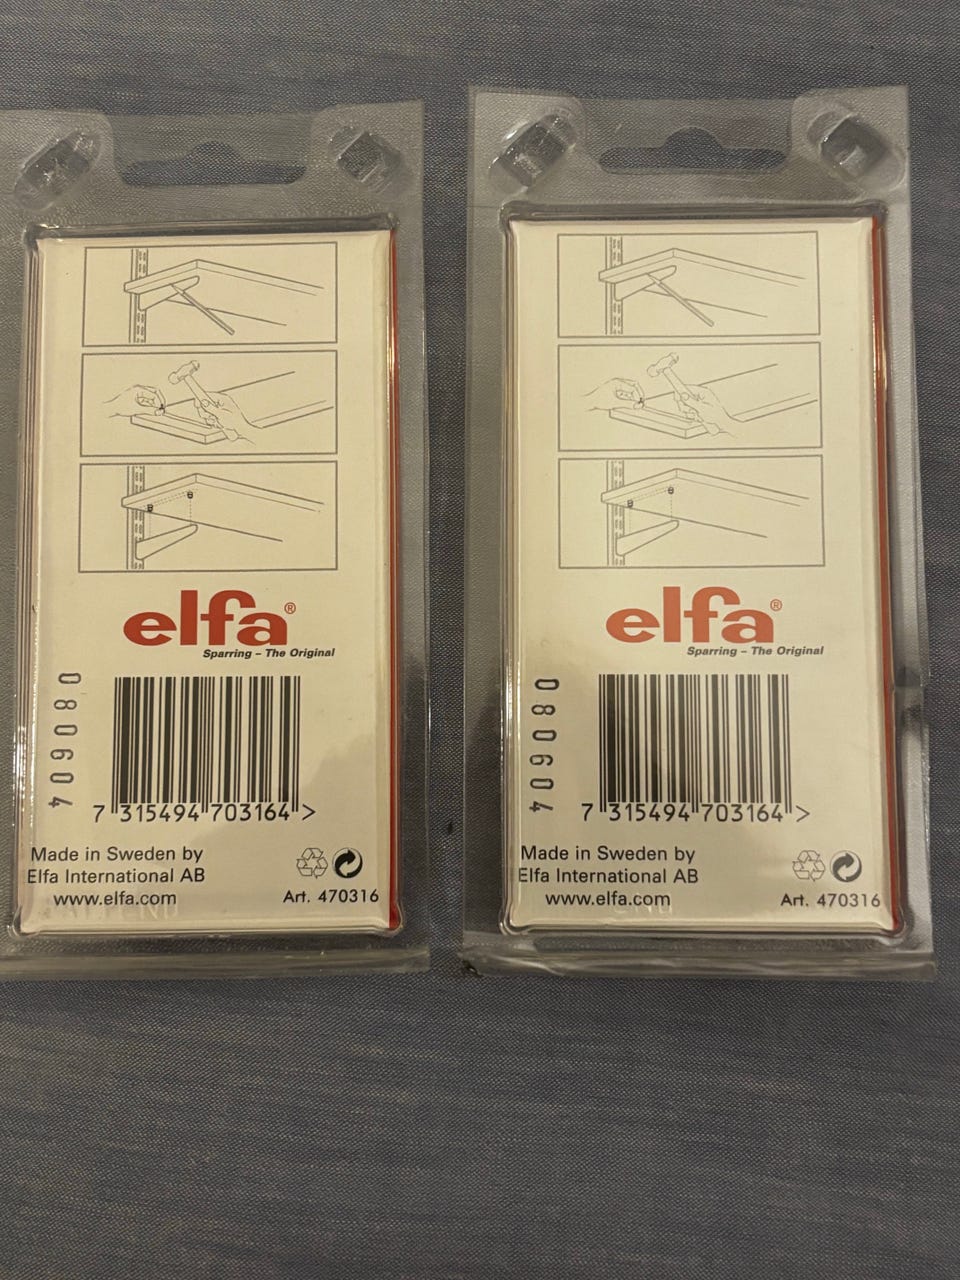 elfa®
Sparring – The Original
080604
7 315494 703164 >
Made in Sweden by
Elfa International AB
www.elfa.com
Art. 470316
elfa®
Sparring – The Original
080604
7 315494 703164 >
Made in Sweden by
Elfa International AB
www.elfa.com
Art. 470316